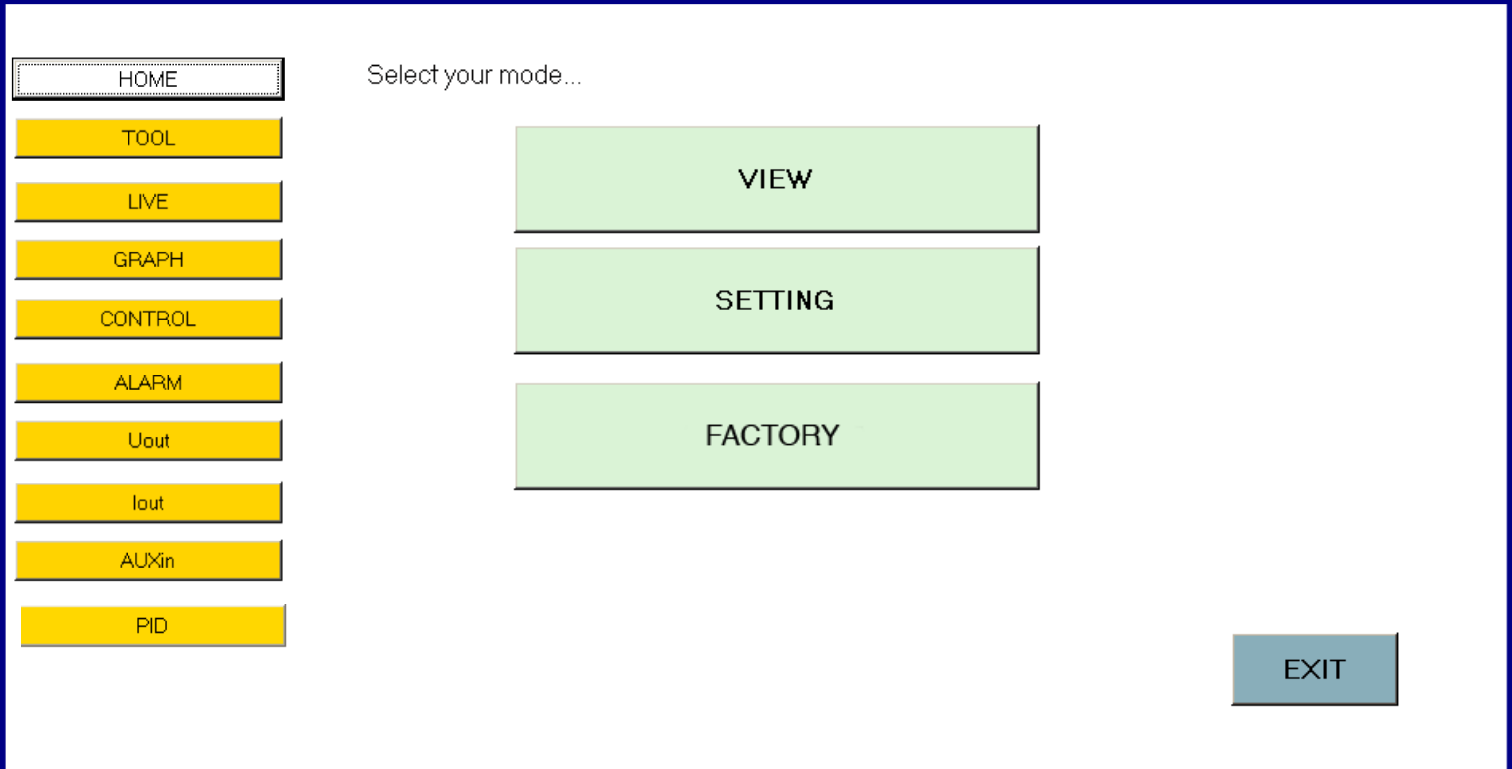 HOME
TOOL
LIVE
GRAPH
CONTROL
ALARM
Uout
Iout
AUXin
PID
Select your mode...
VIEW
SETTING
FACTORY
EXIT